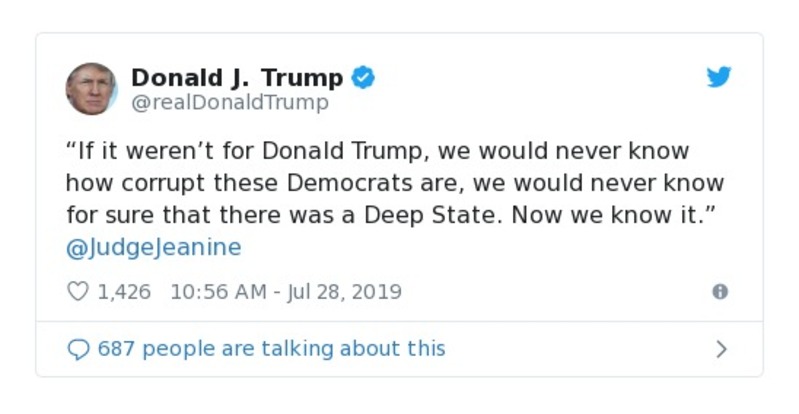 Donald J. Trump
@realDonaldTrump
“If it weren’t for Donald Trump, we would never know
how corrupt these Democrats are, we would never know
for sure that there was a Deep State. Now we know it.”
@JudgeJeanine
1,426 10:56 AM - Jul 28, 2019
687 people are talking about this